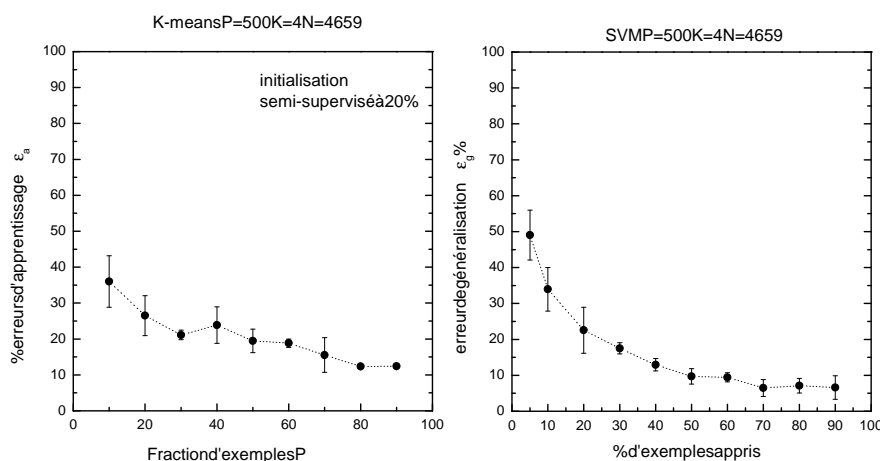 K-meansP=500K=4N=4659
initialisation
semi-superviséà20%
%erreursd'apprentissage ε_a
100
90
80
70
60
50
40
30
20
10
0
0 20 40 60 80 100
Fractiond'exemplesP
SVMP=500K=4N=4659
erreurdegénéralisation ε_g%
100
90
80
70
60
50
40
30
20
10
0
0 10 20 30 40 50 60 70 80 90 100
%d'exemplesappris